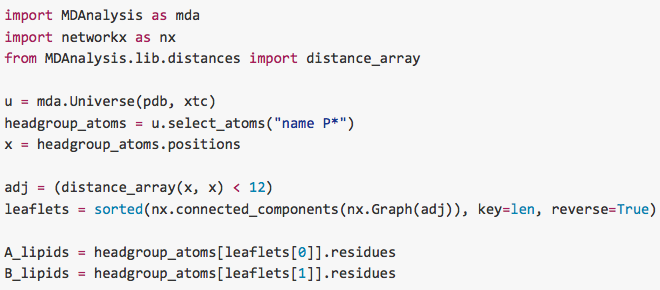 import MDAnalysis as mda
import networkx as nx
from MDAnalysis.lib.distances import distance_array
u = mda.Universe(pdb, xtc)
headgroup_atoms = u.select_atoms("name P*")
x = headgroup_atoms.positions
adj = (distance_array(x, x) < 12)
leaflets = sorted(nx.connected_components(nx.Graph(adj)), key=len, reverse=True)
A_lipids = headgroup_atoms[leaflets[0]].residues
B_lipids = headgroup_atoms[leaflets[1]].residues